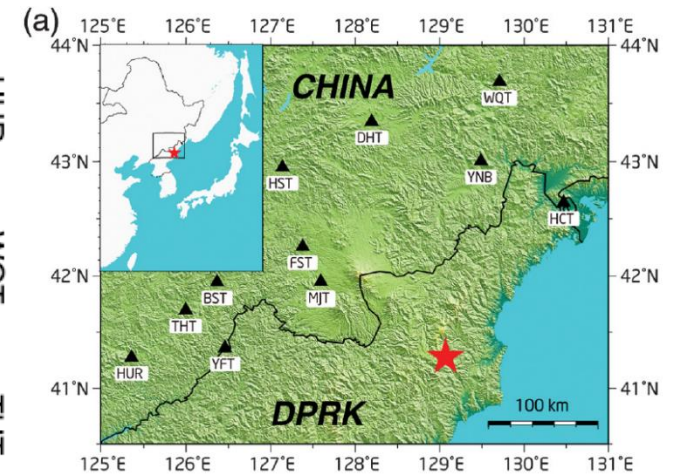 (a)
125°E 126°E 127°E 128°E 129°E 130°E 131°E
44°N 44°N
CHINA
WQT
DHT
43°N 43°N
YNB
HST
HCT
FST
42°N 42°N
BST MJT
THT
YFT
HUR
41°N 41°N
100 km
DPRK
125°E 126°E 127°E 128°E 129°E 130°E 131°E